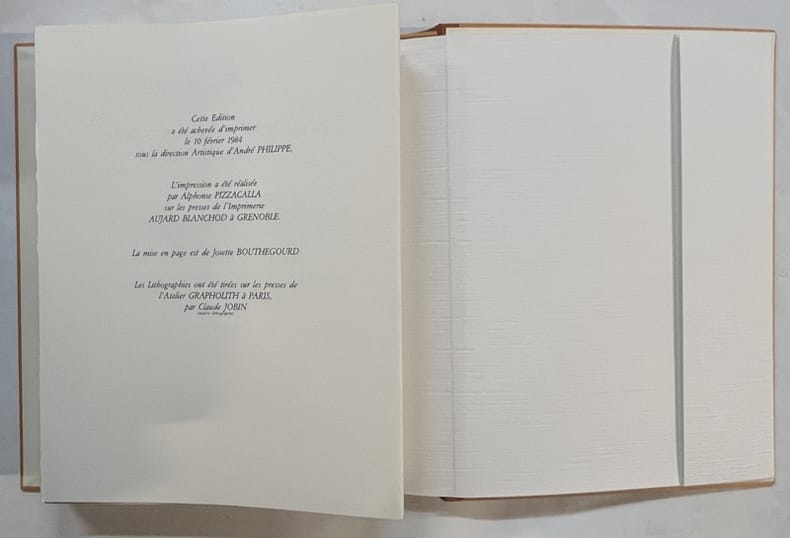 Cette Edition
a été achevée d'imprimer
le 10 février 1984
sous la direction Artistique d'André PHILIPPE.
L'impression a été réalisée
par Alphonse PIZZACALLA
sur les presses de l'Imprimerie
AUJARD BLANCHOD à GRENOBLE.
La mise en page est de Josette BOUTHEGOURD
Les Lithographies ont été tirées sur les presses de
l'Atelier GRAPHOLITH à PARIS,
par Claude JOBIN
(maître lithographe)